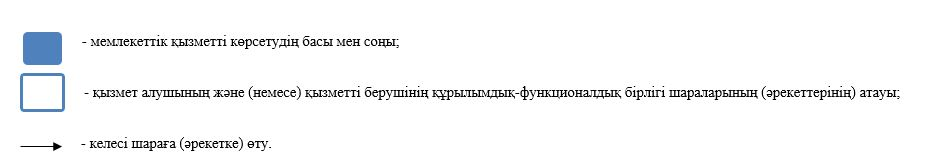 - мемлекеттік қызметті көрсетудің басы мен соңы;
- қызмет алушының және (немесе) қызметті берушінің құрылымдық-функционалдық бірлігі шараларының (әрекеттерінің) атауы;
- келесі шараға (әрекетке) өту.